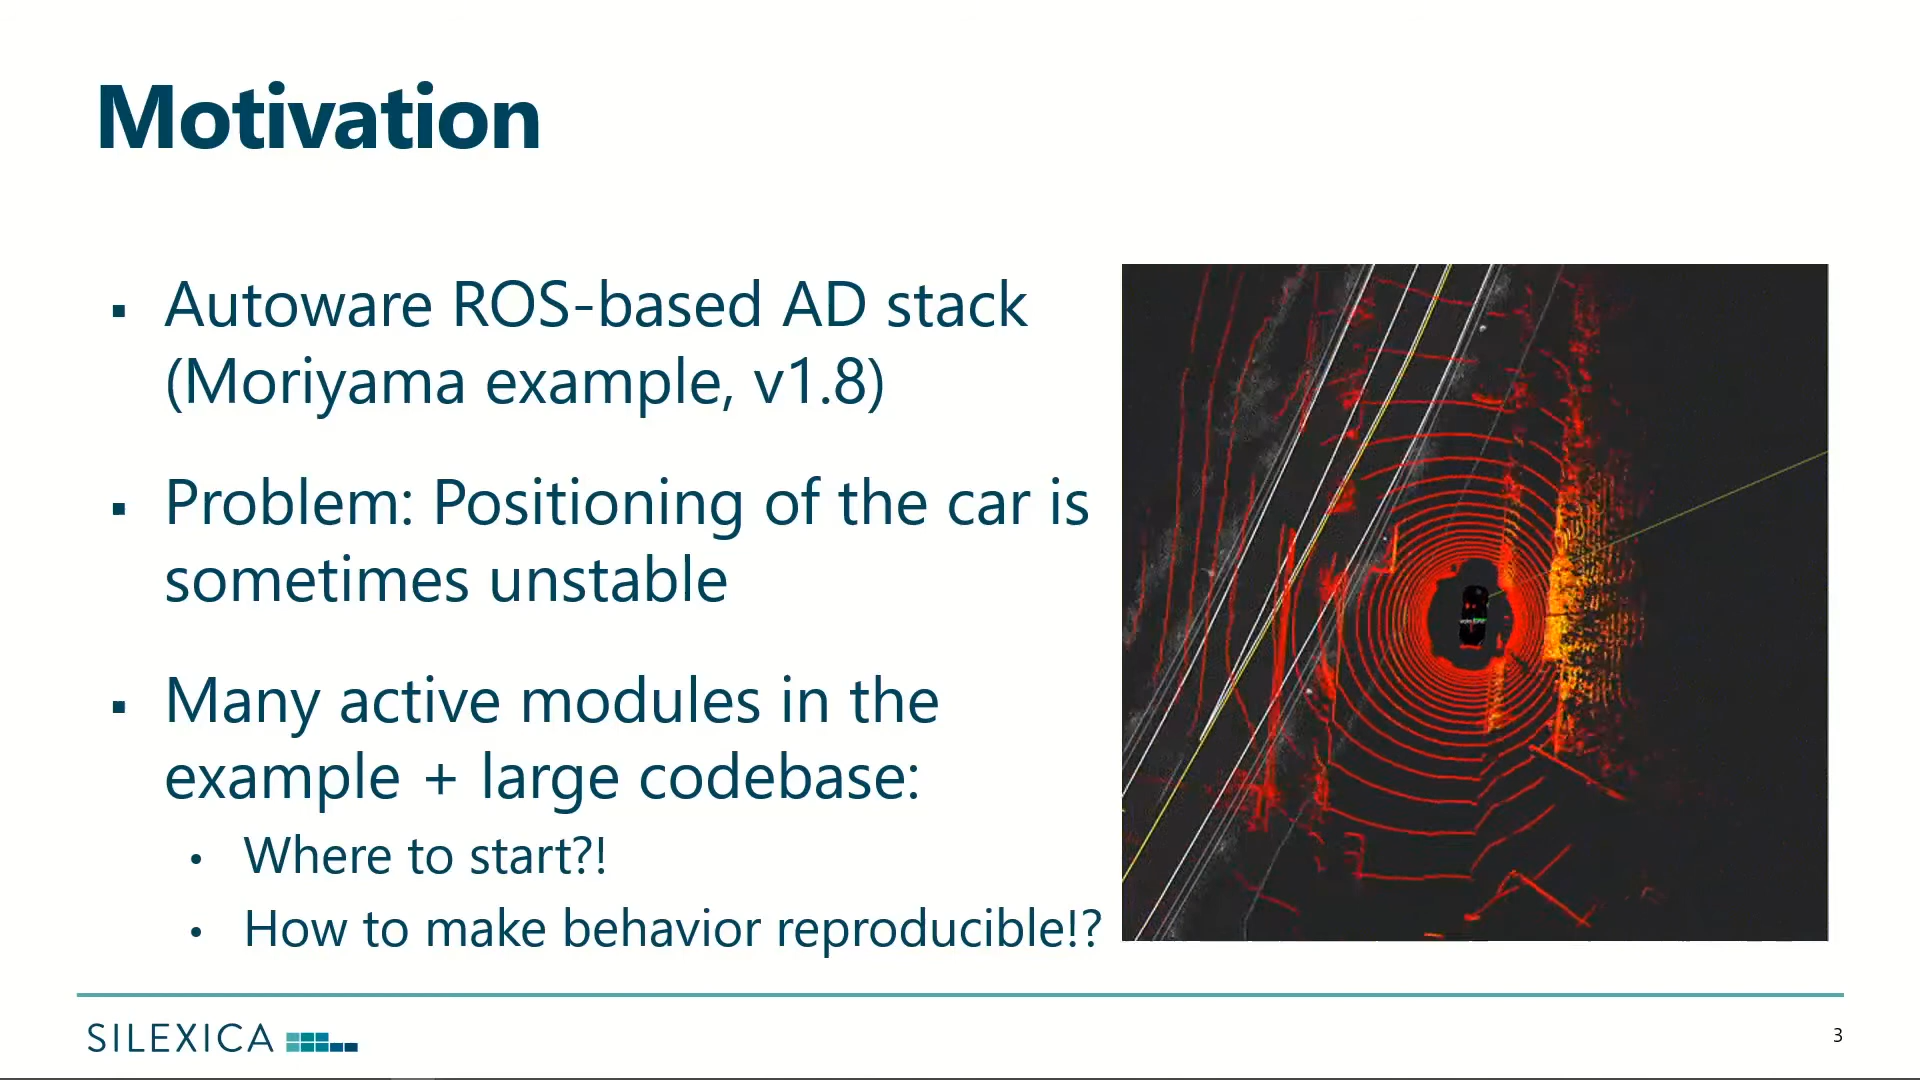 Motivation
Autoware ROS-based AD stack
(Moriyama example, v1.8)
Problem: Positioning of the car is
sometimes unstable
Many active modules in the
example + large codebase:
Where to start?!
How to make behavior reproducible!?
SILEXICA
3